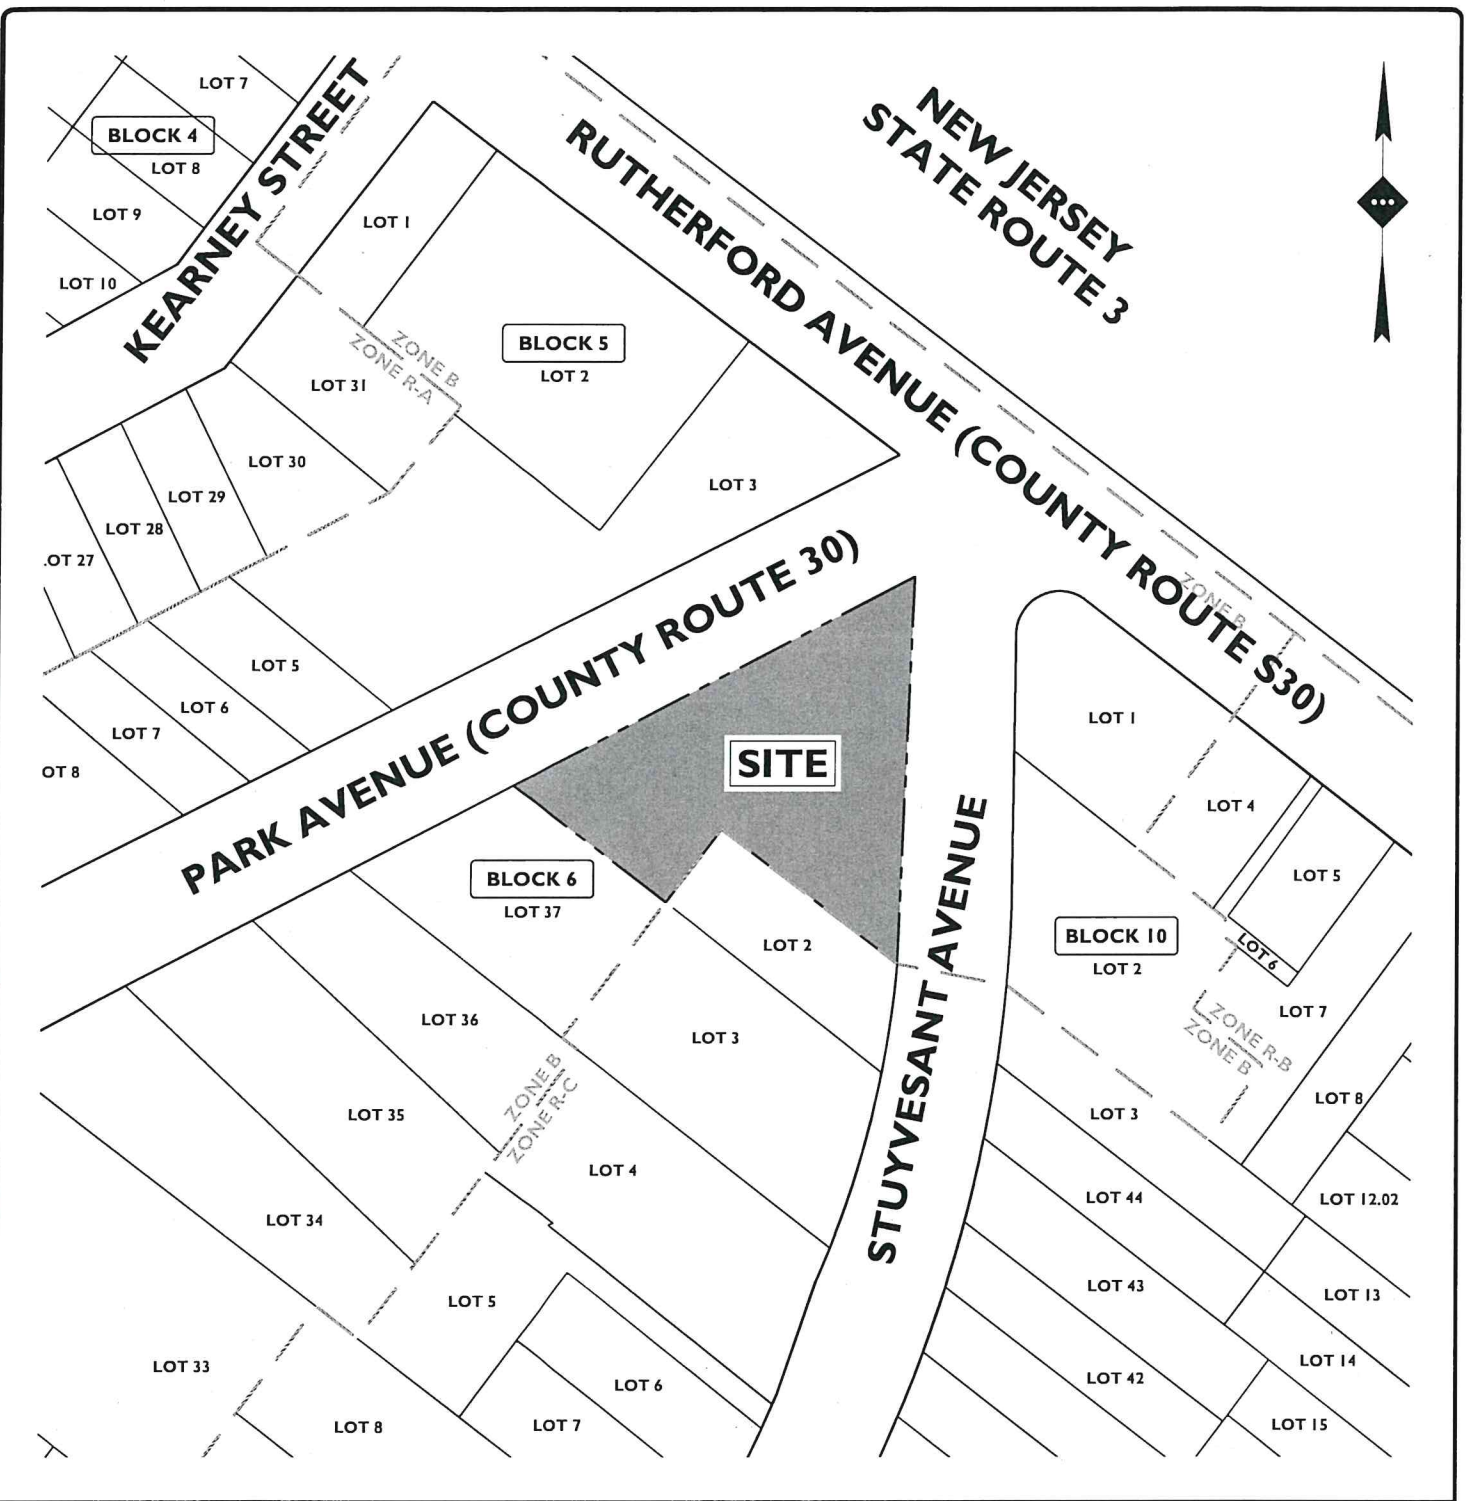 LOT 7
BLOCK 4
LOT 8
LOT 9
LOT 10
KEARNEY STREET
NEW JERSEY
STATE ROUTE 3
RUTHERFORD AVENUE (COUNTY ROUTE S30)
LOT 1
BLOCK 5
LOT 2
ZONE B
ZONE R-A
LOT 31
LOT 30
LOT 29
LOT 28
OT 27
LOT 3
LOT 5
LOT 6
LOT 7
OT 8
PARK AVENUE (COUNTY ROUTE 30)
SITE
ZONE B
LOT 1
LOT 4
LOT 5
LOT 6
BLOCK 10
LOT 2
LOT 7
ZONE R-B
ZONE B
LOT 8
LOT 3
LOT 12.02
LOT 44
LOT 43
LOT 13
LOT 14
LOT 42
LOT 15
STUYVESANT AVENUE
BLOCK 6
LOT 37
LOT 2
LOT 36
LOT 3
ZONE B
ZONE R-C
LOT 35
LOT 4
LOT 34
LOT 5
LOT 33
LOT 6
LOT 8
LOT 7